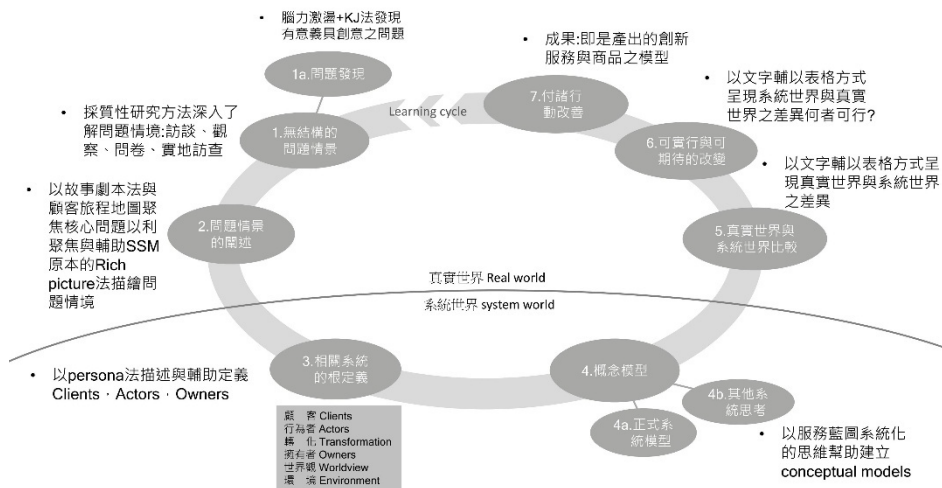 • 腦力激盪+KJ法發現
有意義具創意之問題
1a.問題發現
• 成果:即是產出的創新
服務與商品之模型
7.付諸行
動改善
Learning cycle
• 以文字輔以表格方式
呈現系統世界與真實
世界之差異何者可行?
• 採質性研究方法深入了
解問題情境:訪談、觀
察、問卷、實地訪查
1.無結構的
問題情景
6.可實行與可
期待的改變
• 以文字輔以表格方式呈
現真實世界與系統世界
之差異
• 以故事劇本法與
顧客旅程地圖聚
焦核心問題以利
聚焦與輔助SSM
原本的Rich
picture法描繪問
題情境
2.問題情景
的闡述
5.真實世界與
系統世界比較
真實世界 Real world
系統世界 system world
3.相關系統
的根定義
4.概念模型
• 以persona法描述與輔助定義
Clients、Actors、Owners
4b.其他系
統思考
4a.正式系
統模型
顧 客 Clients
行為者 Actors
轉 化 Transformation
擁有者 Owners
世界觀 Worldview
環 境 Environment
• 以服務藍圖系統化
的思維幫助建立
conceptual models